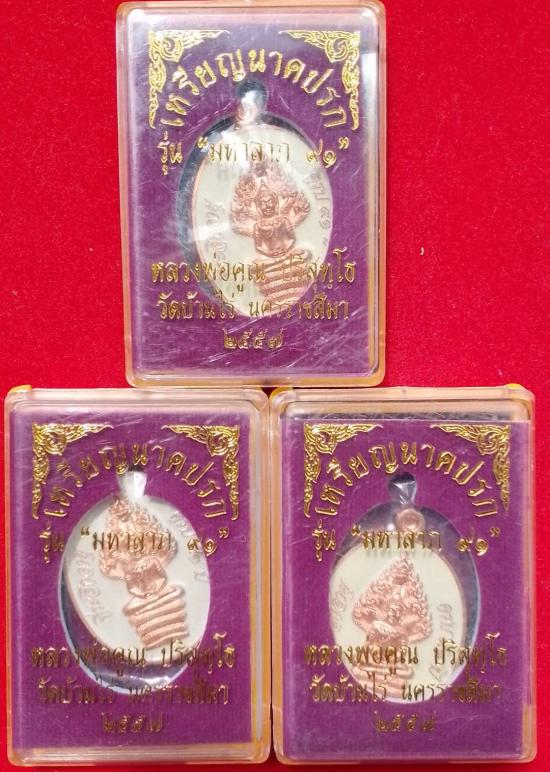 เหรียญนาคปรก
รุ่น "มหาลาภ ๙๑"
หลวงพ่อคูณ ปริสุทฺโธ
วัดบ้านไร่ นครราชสีมา
๒๕๕๗
เหรียญนาคปรก
รุ่น "มหาลาภ ๙๑"
หลวงพ่อคูณ ปริสุทฺโธ
วัดบ้านไร่ นครราชสีมา
๒๕๕๗
เหรียญนาคปรก
รุ่น "มหาลาภ ๙๑"
หลวงพ่อคูณ ปริสุทฺโธ
วัดบ้านไร่ นครราชสีมา
๒๕๕๗